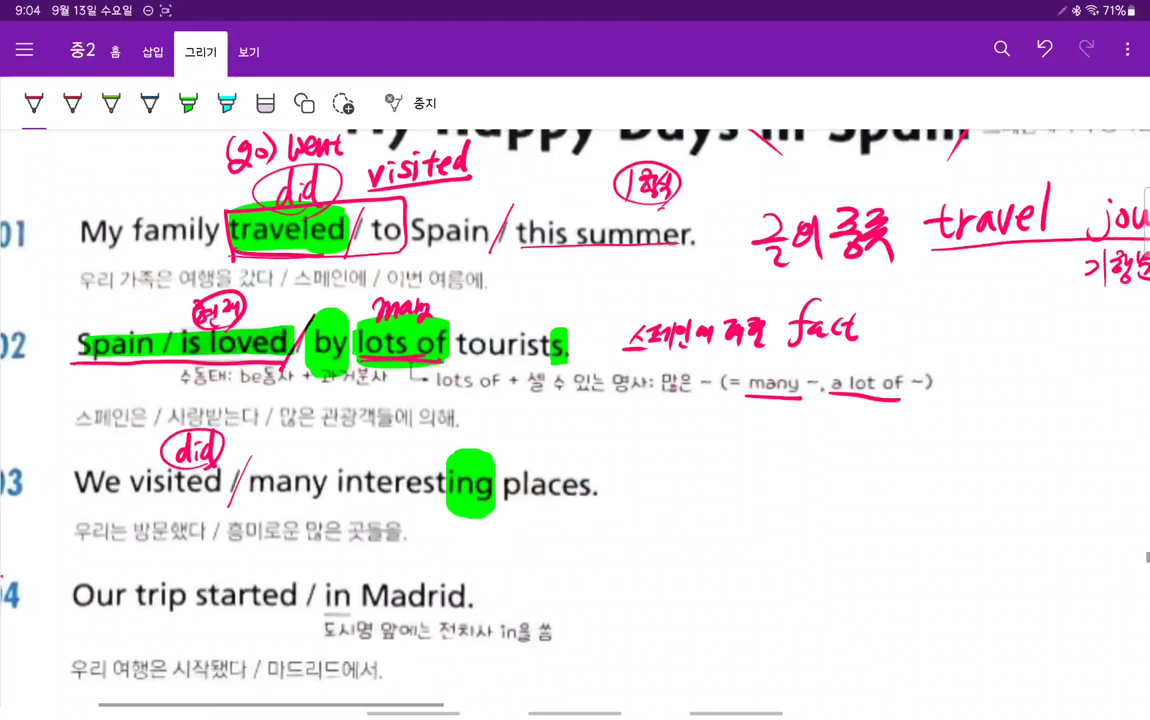 9:04 9월 13일 수요일 71%
중2 홈 삽입 그리기 보기
중지
My Happy Days in Spain
(go) went
visited
did
1형식
01 My family traveled / to Spain / this summer.
글의 종류 travel jou
기행문
우리 가족은 여행을 갔다 / 스페인에 / 이번 여름에.
현재 many
02 Spain / is loved / by lots of tourists.
스페인에 대한 fact
수동태: be동사 + 과거분사 lots of + 셀 수 있는 명사: 많은 ~ (= many ~, a lot of ~)
스페인은 / 사랑받는다 / 많은 관광객들에 의해.
did
03 We visited / many interesting places.
우리는 방문했다 / 흥미로운 많은 곳들을.
04 Our trip started / in Madrid.
도시명 앞에는 전치사 in을 씀
우리 여행은 시작됐다 / 마드리드에서.